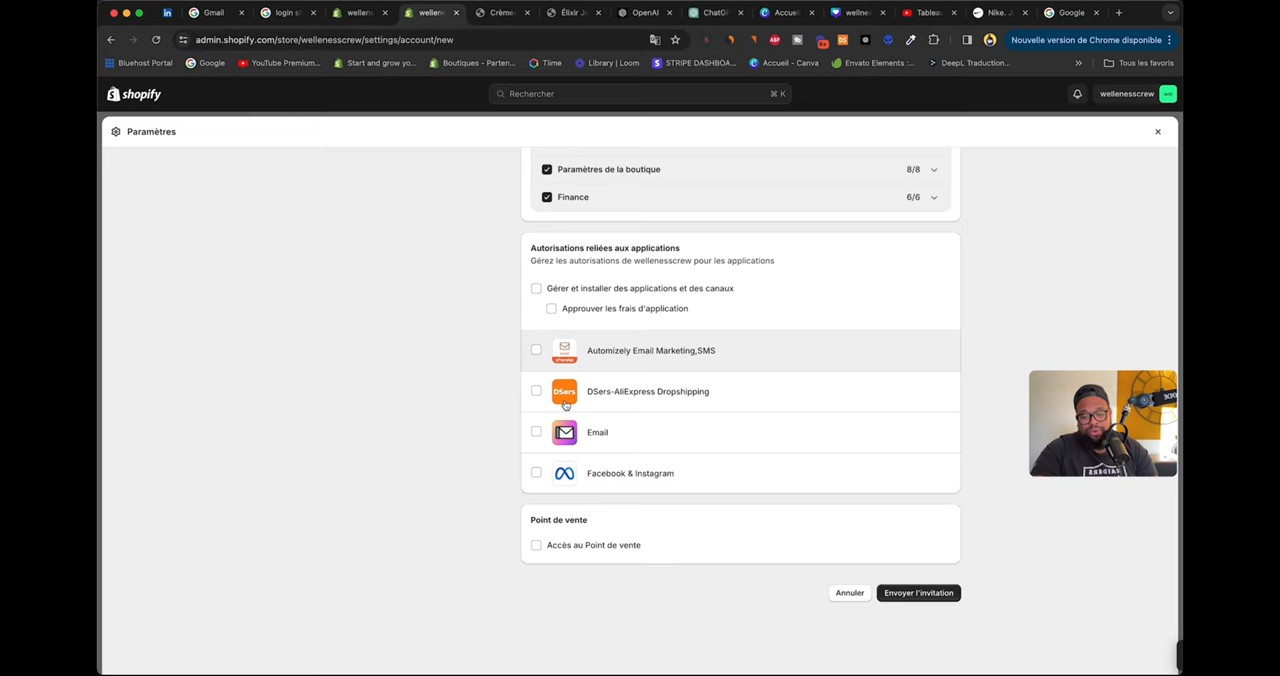 Gmail
login s
wellene
wellen
Crème
Élixir J
OpenAI
ChatG
Accuei
wellne
Tablea
Nike. J
Google
admin.shopify.com/store/wellenesscrew/settings/account/new
ABP
DS
Nouvelle version de Chrome disponible
Bluehost Portal
Google
YouTube Premium...
Start and grow yo...
Boutiques - Parten...
Tiime
Library | Loom
STRIPE DASHBOA...
Accueil - Canva
Envato Elements :...
DeepL Traduction...
Tous les favoris
shopify
Rechercher
⌘ K
wellenesscrew
Paramètres
Paramètres de la boutique 8/8
Finance 6/6
Autorisations reliées aux applications
Gérez les autorisations de wellenesscrew pour les applications
Gérer et installer des applications et des canaux
Approuver les frais d'application
Automizely Email Marketing,SMS
DSers
DSers-AliExpress Dropshipping
Email
Facebook & Instagram
Point de vente
Accès au Point de vente
Annuler
Envoyer l'invitation